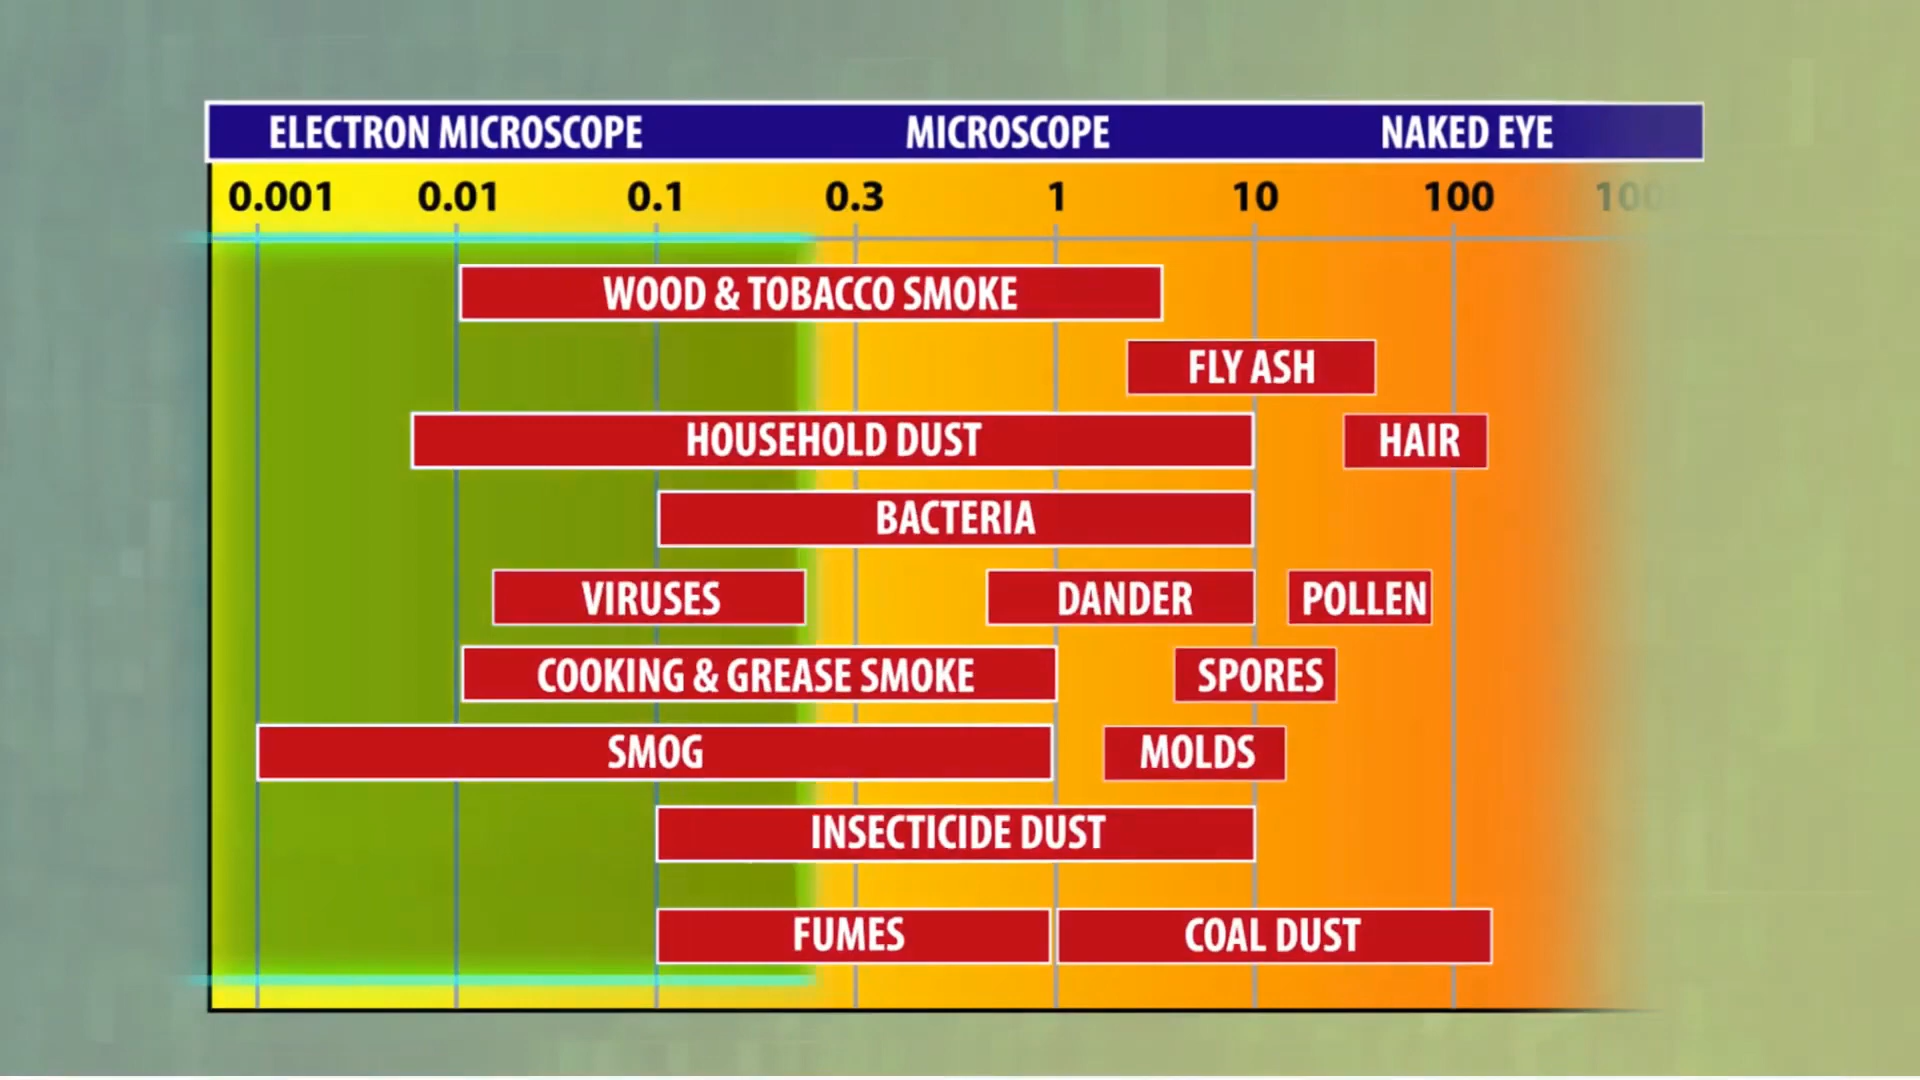 ELECTRON MICROSCOPE MICROSCOPE NAKED EYE
0.001 0.01 0.1 0.3 1 10 100
WOOD & TOBACCO SMOKE
FLY ASH
HOUSEHOLD DUST HAIR
BACTERIA
VIRUSES DANDER POLLEN
COOKING & GREASE SMOKE SPORES
SMOG MOLDS
INSECTICIDE DUST
FUMES COAL DUST